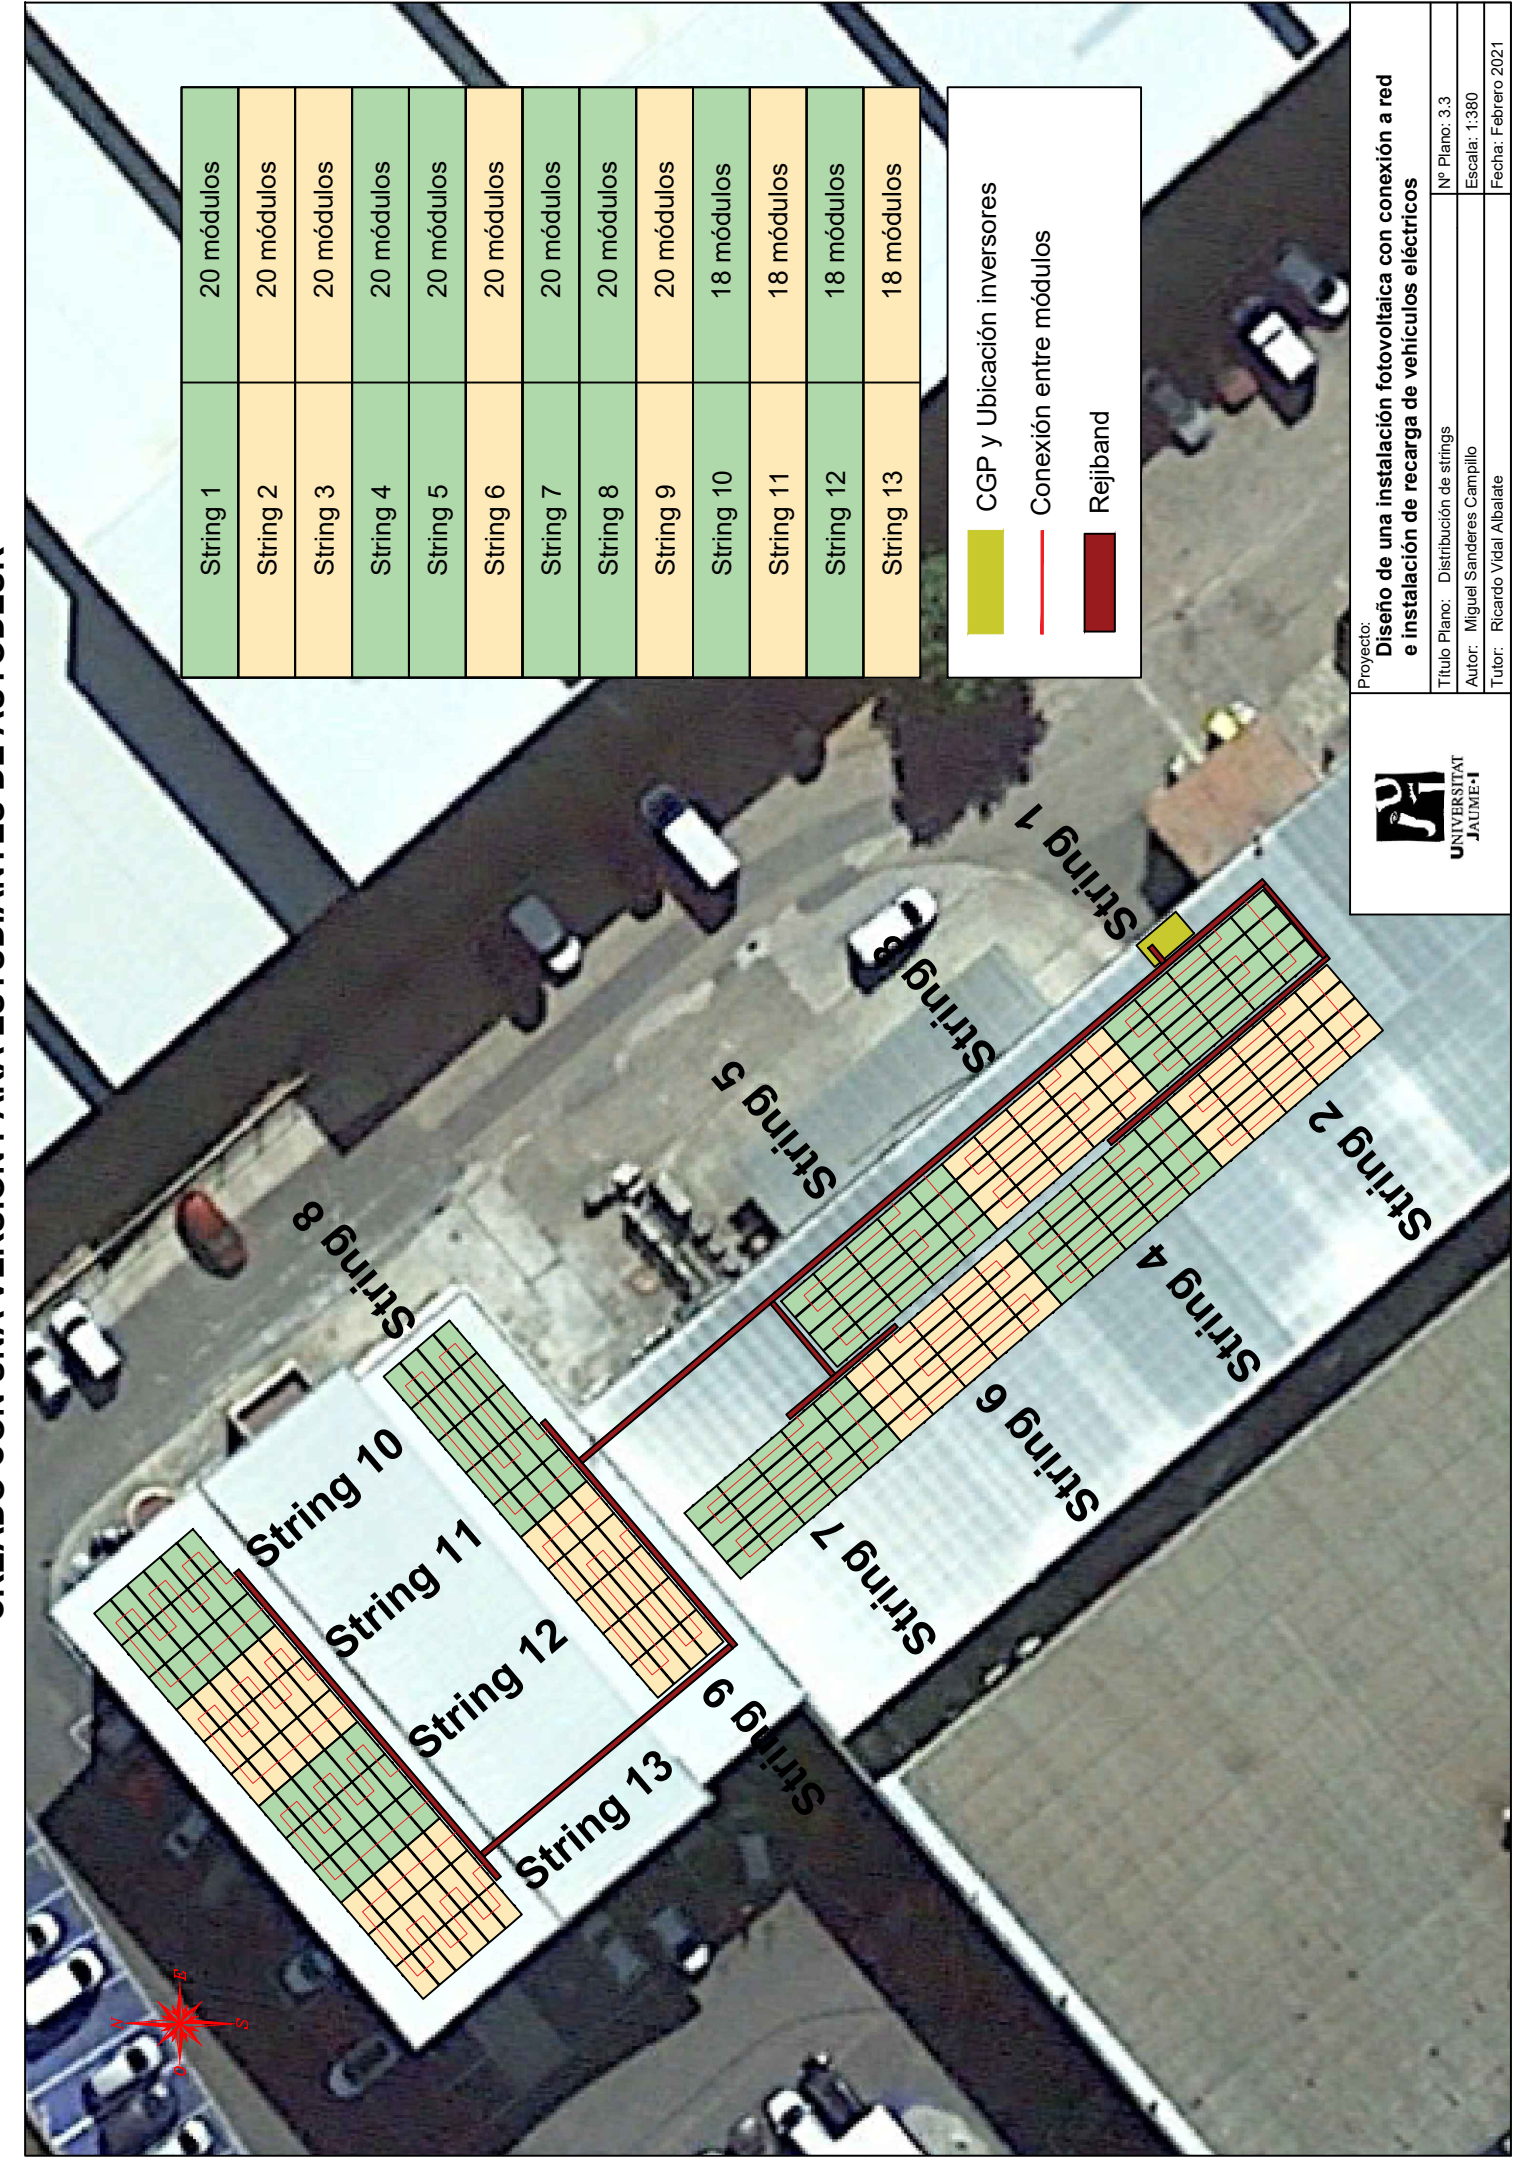 String 1 20 módulos
String 2 20 módulos
String 3 20 módulos
String 4 20 módulos
String 5 20 módulos
String 6 20 módulos
String 7 20 módulos
String 8 20 módulos
String 9 20 módulos
String 10 18 módulos
String 11 18 módulos
String 12 18 módulos
String 13 18 módulos
CGP y Ubicación inversores
Conexión entre módulos
Rejiband
String 10
String 11
String 12
String 13
String 8
String 9
String 5
String 3
String 1
String 7
String 6
String 4
String 2
N
E
S
O
UNIVERSITAT
JAUME•I
Proyecto:
Diseño de una instalación fotovoltaica con conexión a red
e instalación de recarga de vehículos eléctricos
Título Plano: Distribución de strings
Nº Plano: 3.3
Autor: Miguel Sanderes Campillo
Escala: 1:380
Tutor: Ricardo Vidal Albalate
Fecha: Febrero 2021